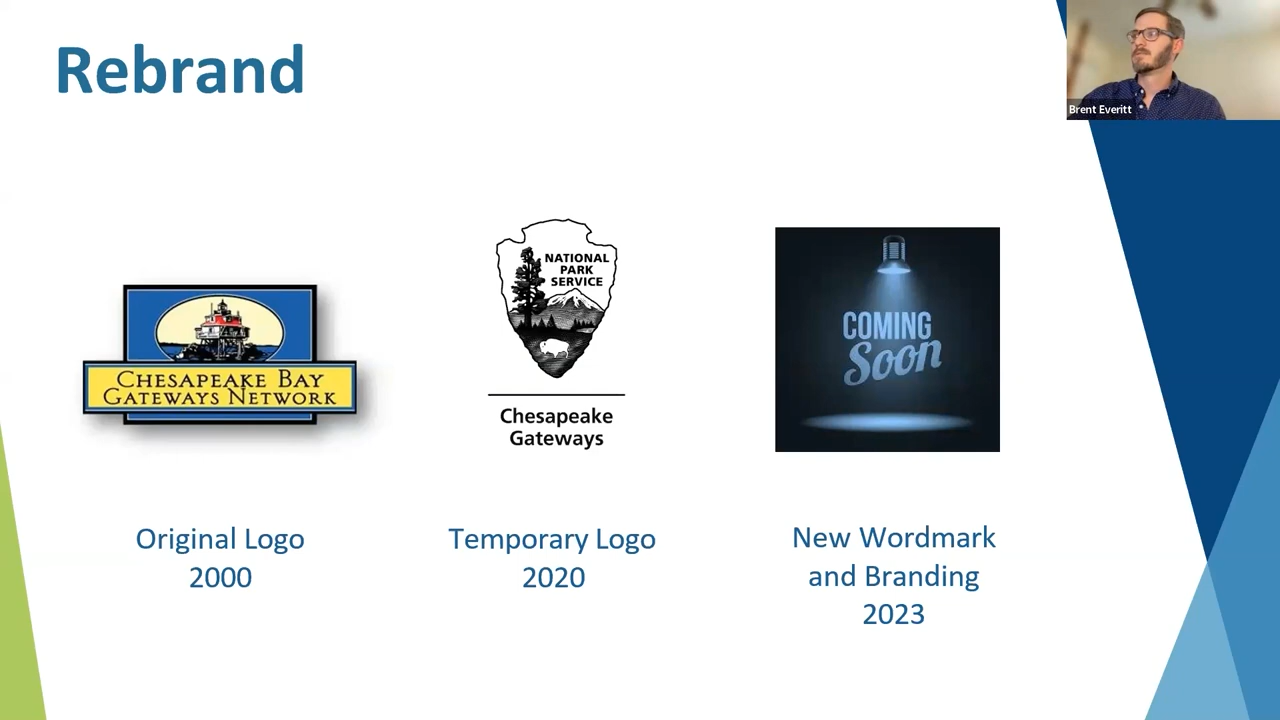 Rebrand
Brent Everitt
CHESAPEAKE BAY
GATEWAYS NETWORK
NATIONAL
PARK
SERVICE
Chesapeake
Gateways
COMING
Soon
Original Logo
2000
Temporary Logo
2020
New Wordmark
and Branding
2023